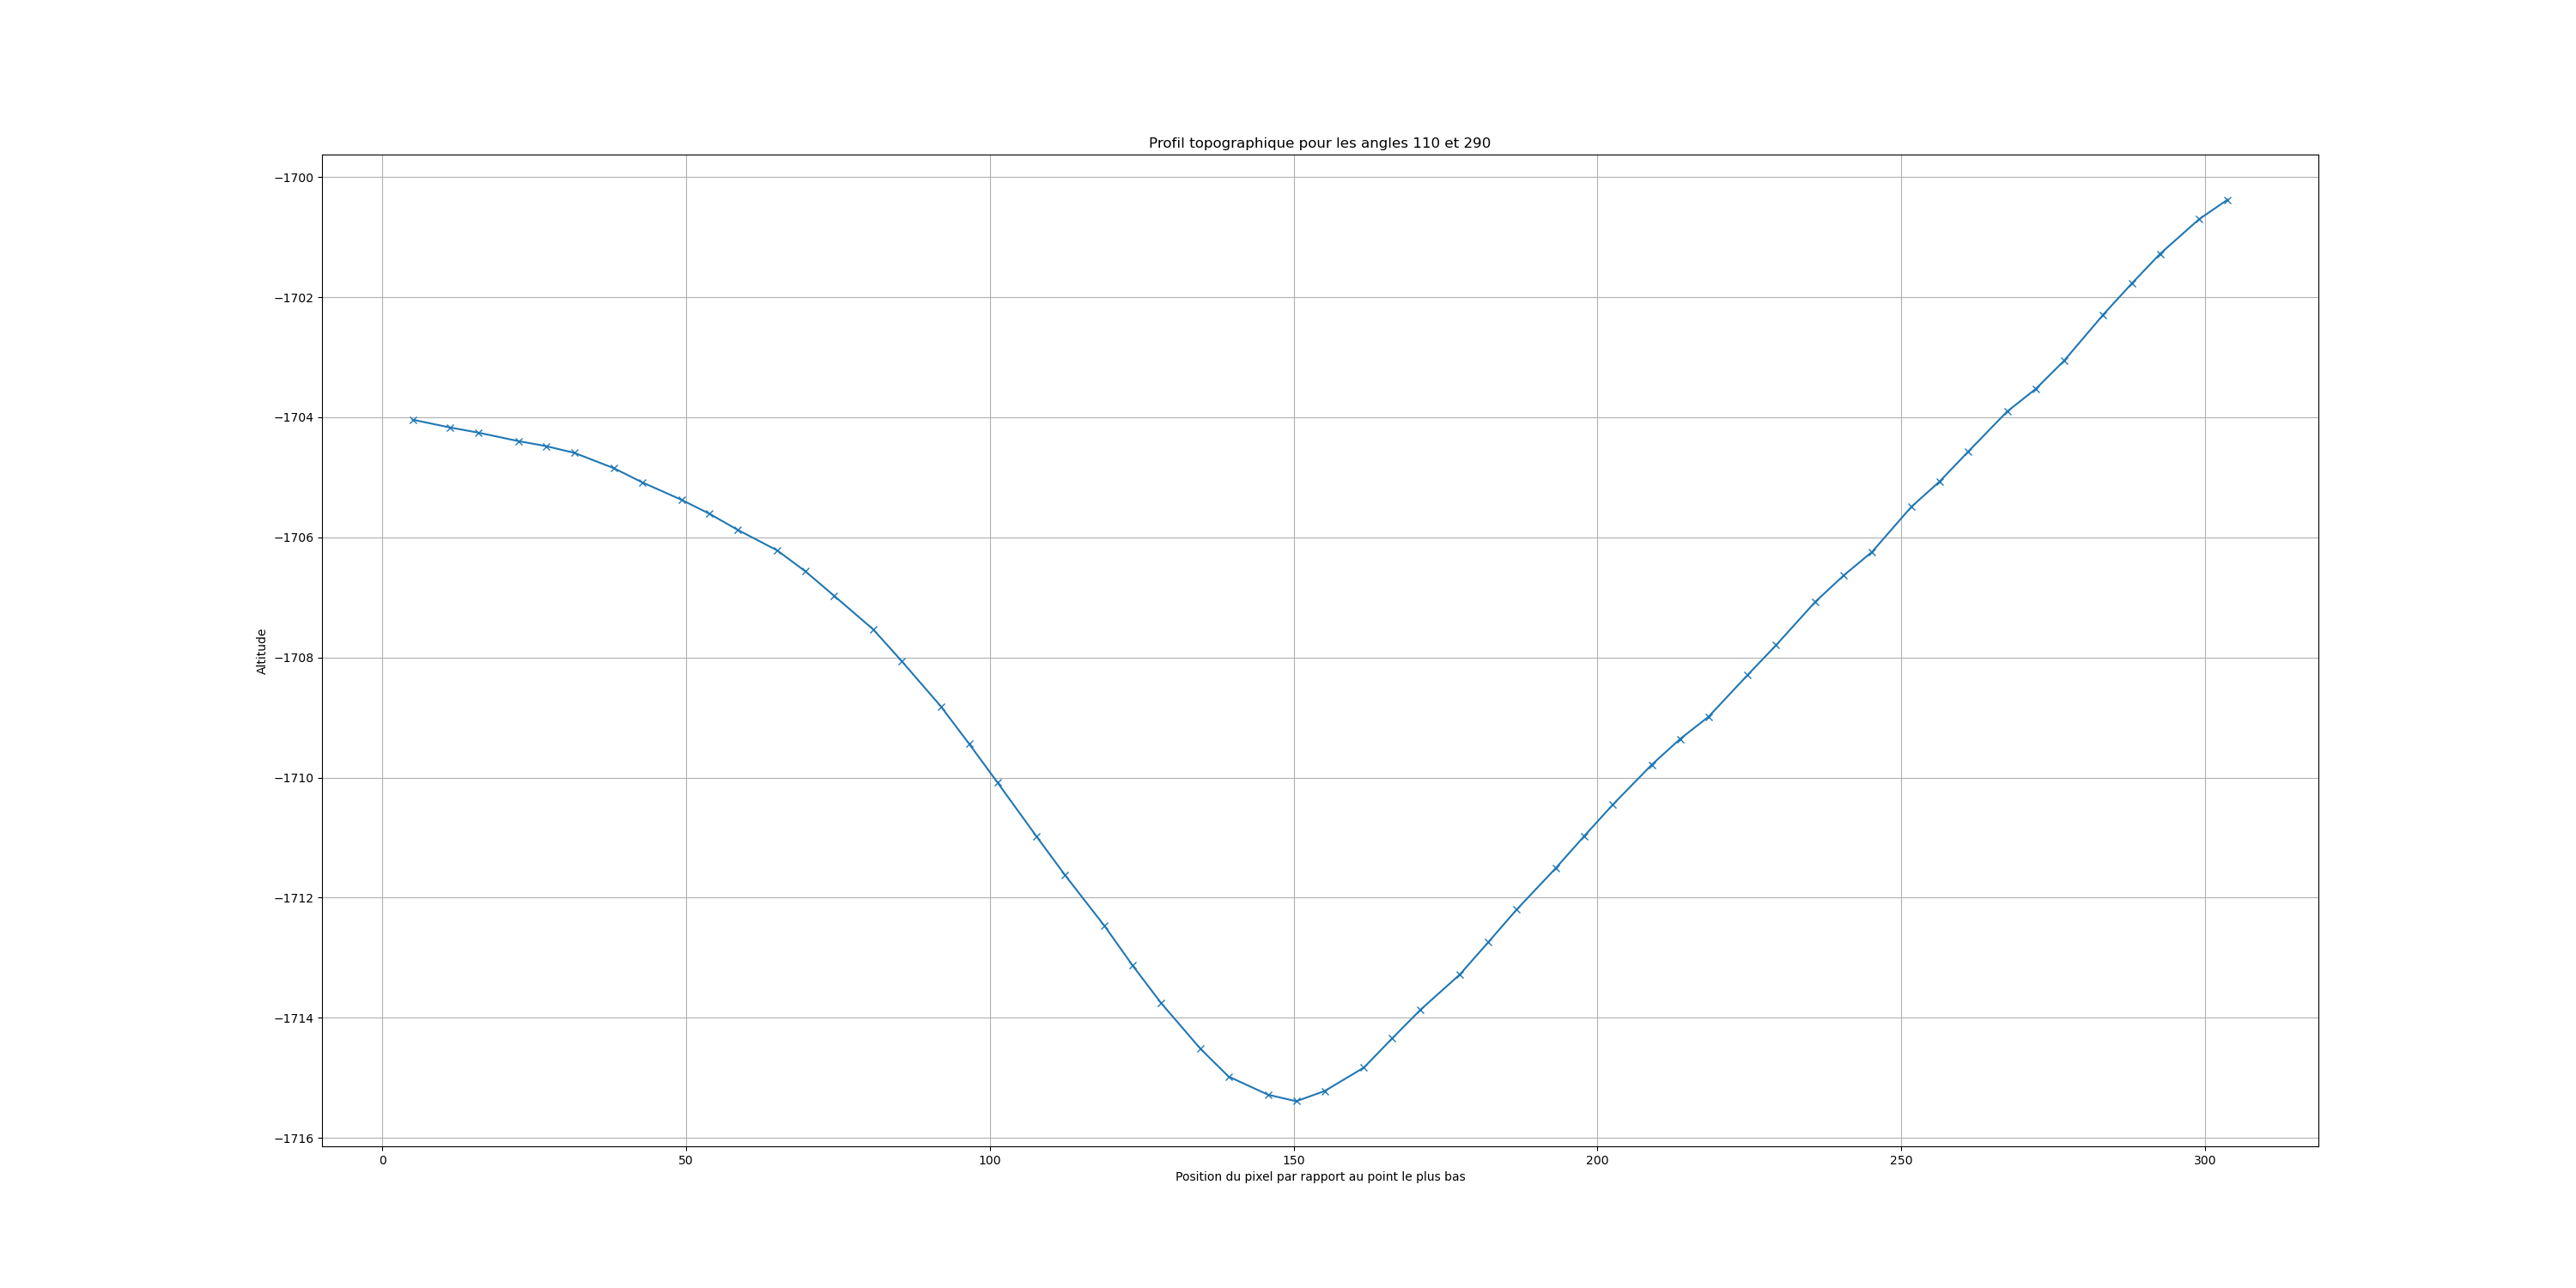 Profil topographique pour les angles 110 et 290
−1700
−1702
−1704
−1706
−1708
−1710
−1712
−1714
−1716
Altitude
0 50 100 150 200 250 300
Position du pixel par rapport au point le plus bas